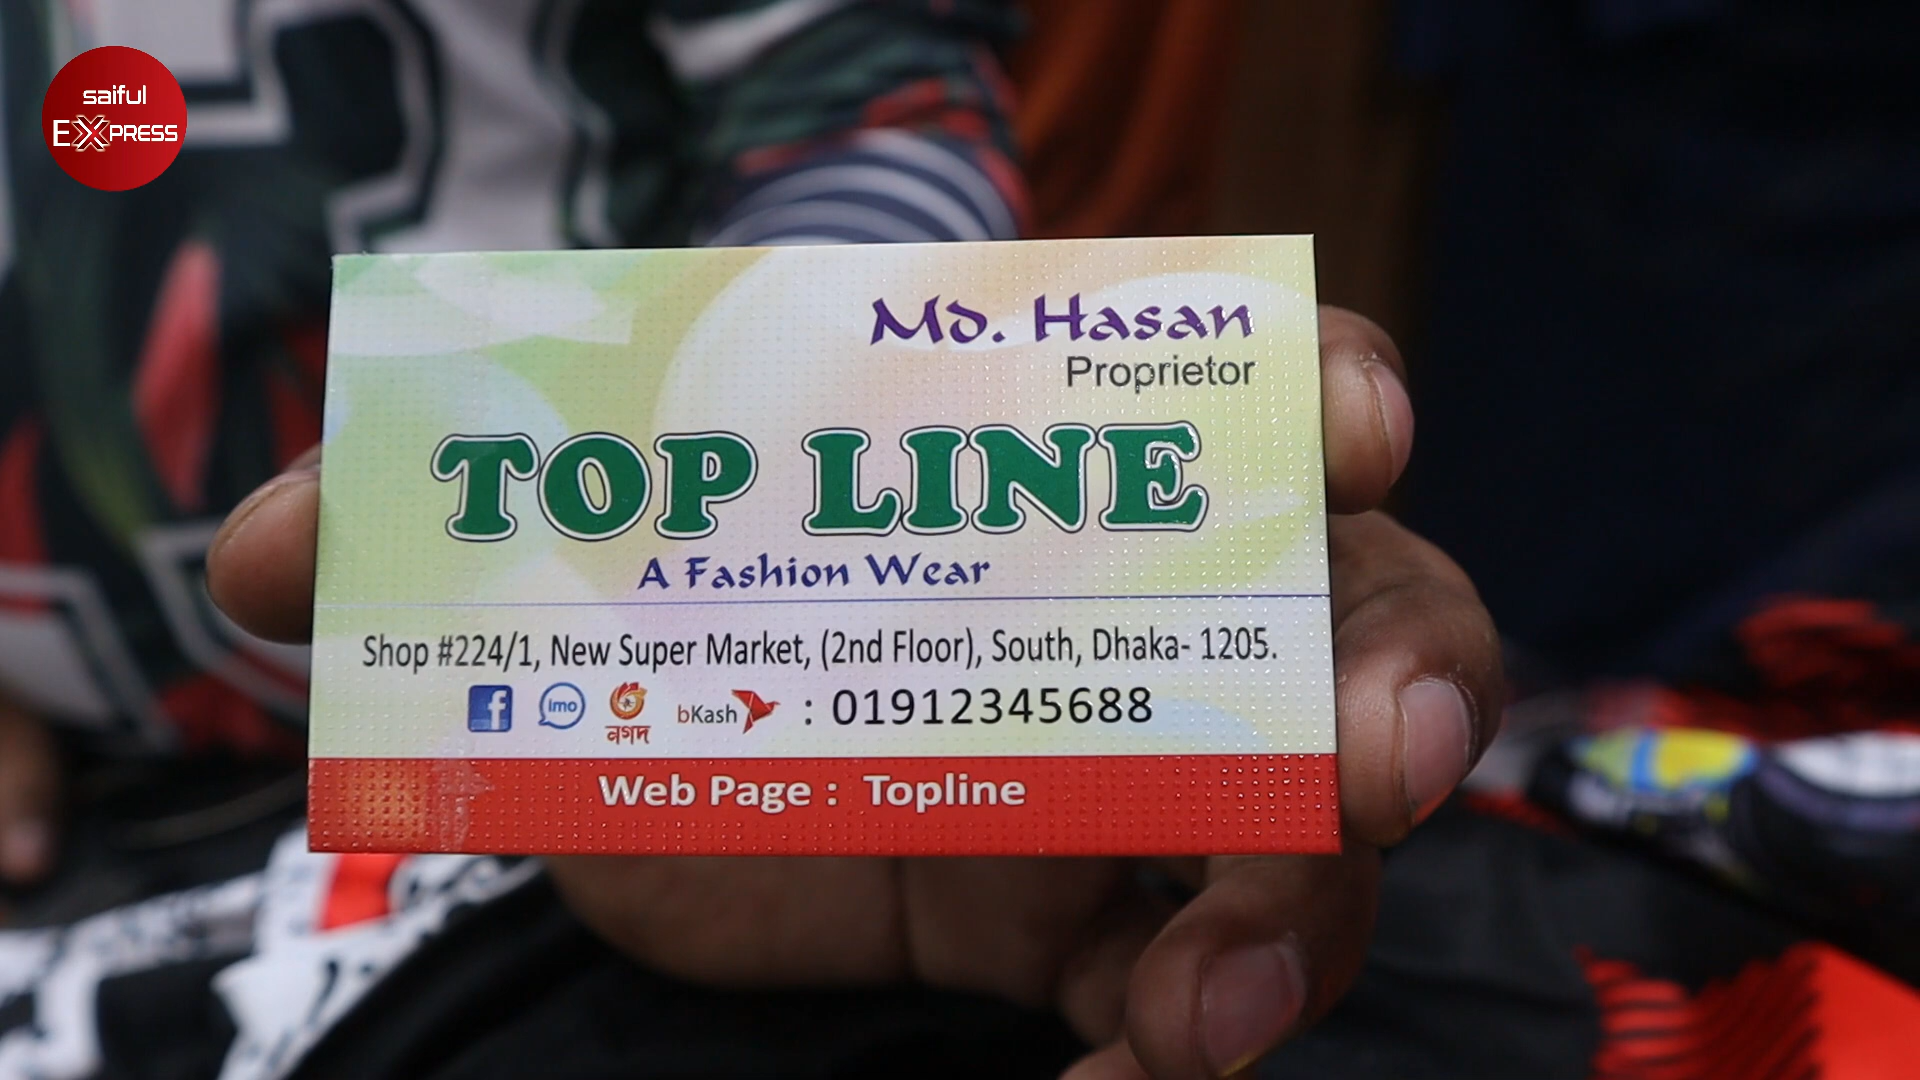 saiful
EXPRESS
Md. Hasan
Proprietor
TOP LINE
A Fashion Wear
Shop #224/1, New Super Market, (2nd Floor), South, Dhaka- 1205.
f imo নগদ bKash : 01912345688
Web Page : Topline